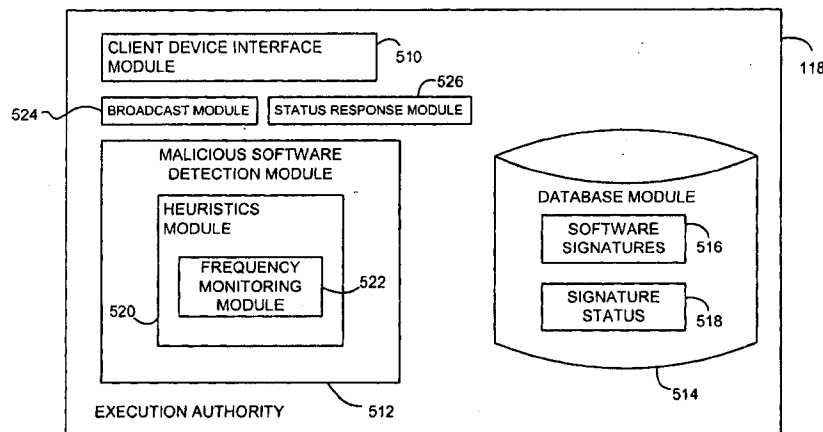 CLIENT DEVICE INTERFACE
MODULE
510
118
526
524
BROADCAST MODULE
STATUS RESPONSE MODULE
MALICIOUS SOFTWARE
DETECTION MODULE
DATABASE MODULE
HEURISTICS
MODULE
SOFTWARE
SIGNATURES
516
FREQUENCY
MONITORING
MODULE
522
520
SIGNATURE
STATUS
518
514
512
EXECUTION AUTHORITY